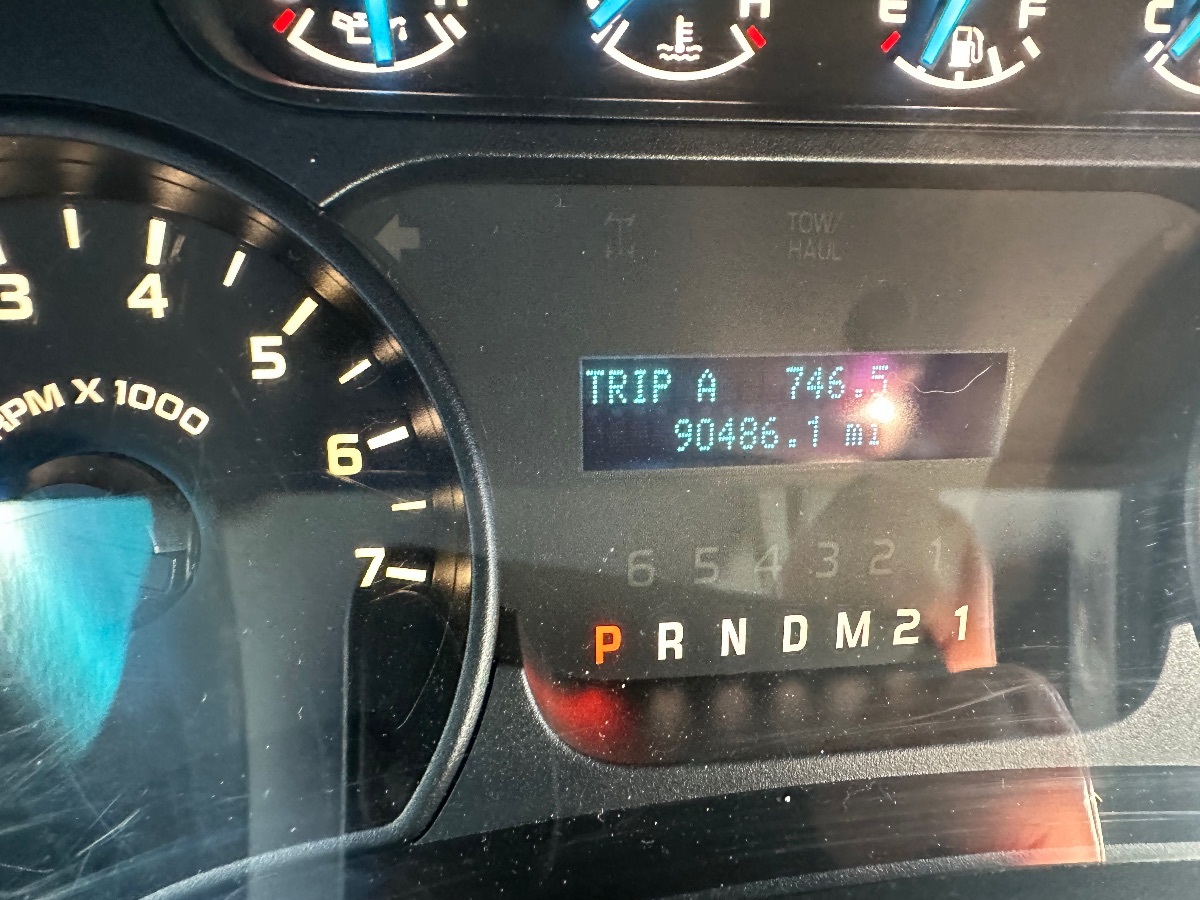 H H E F C
TOW/
HAUL
3 4 5 6 7
RPM X 1000
TRIP A 746.5
90486.1 mi
6 5 4 3 2 1
P R N D M 2 1